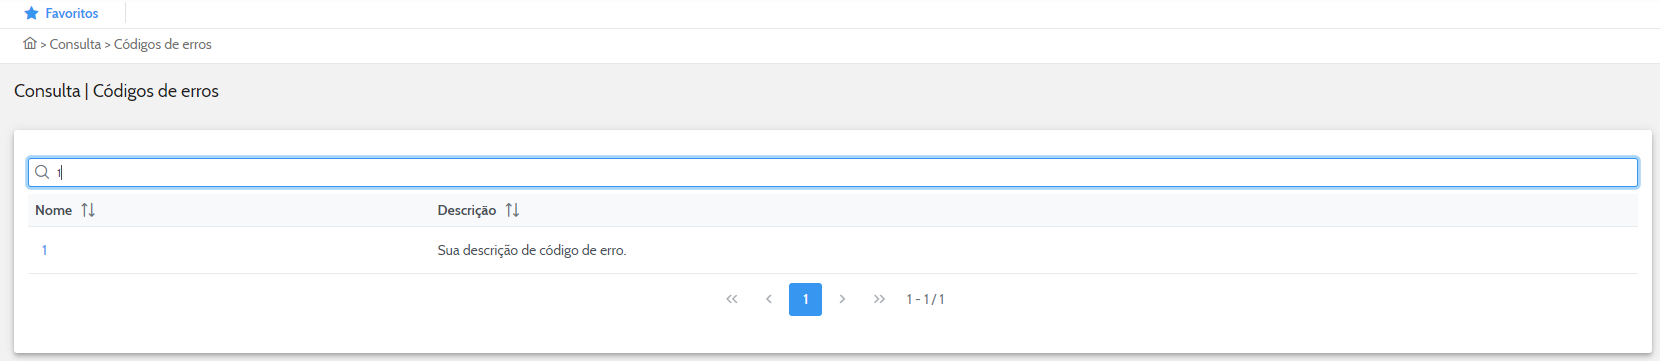 Favoritos
> Consulta > Códigos de erros
Consulta | Códigos de erros
1
Nome Descrição
1 Sua descrição de código de erro.
<< < 1 > >> 1 - 1 / 1